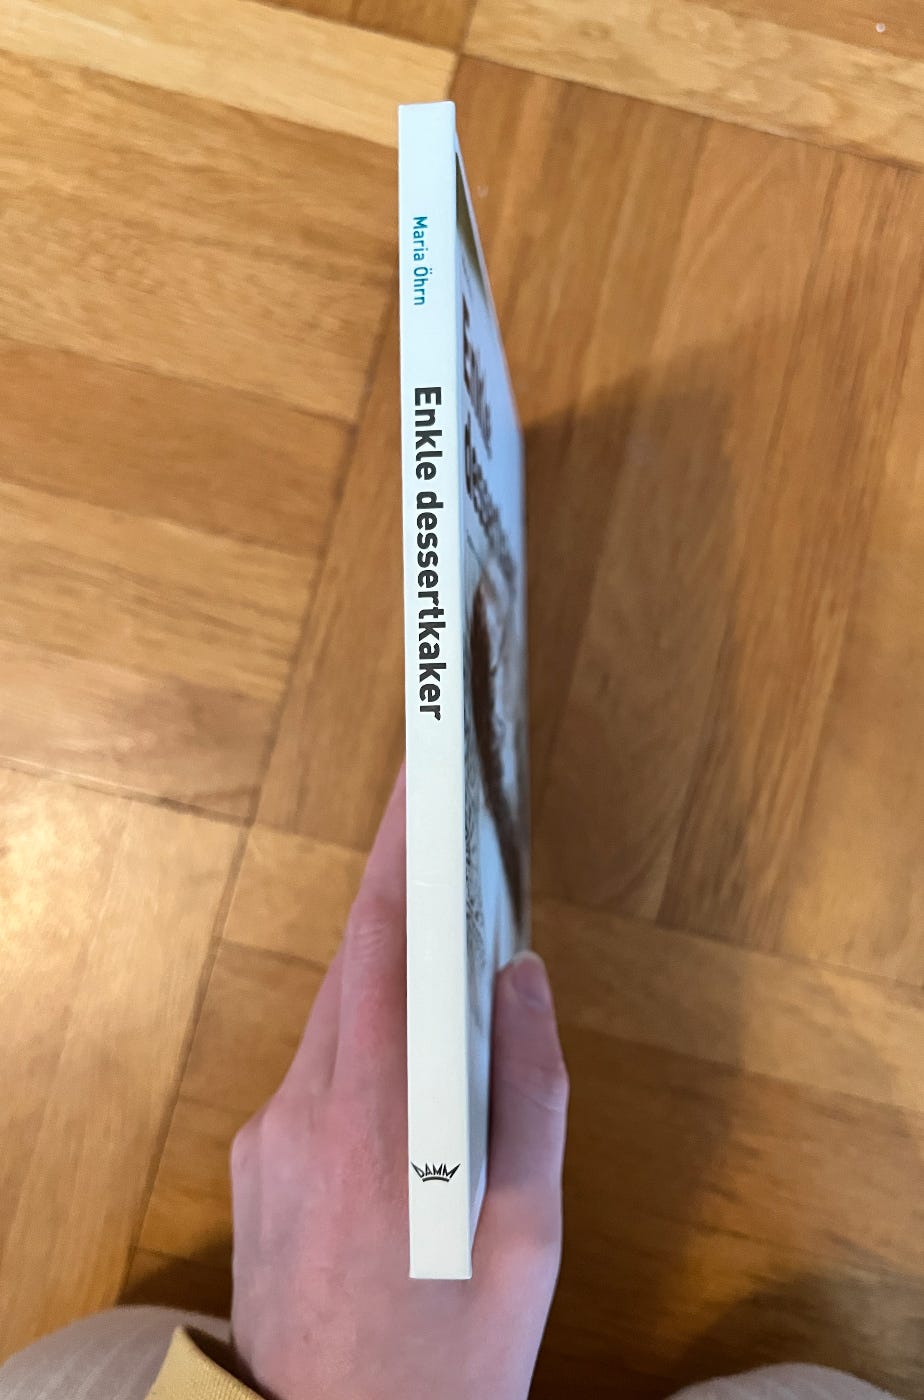 Maria Öhrn
Enkle dessertkaker
DAMM